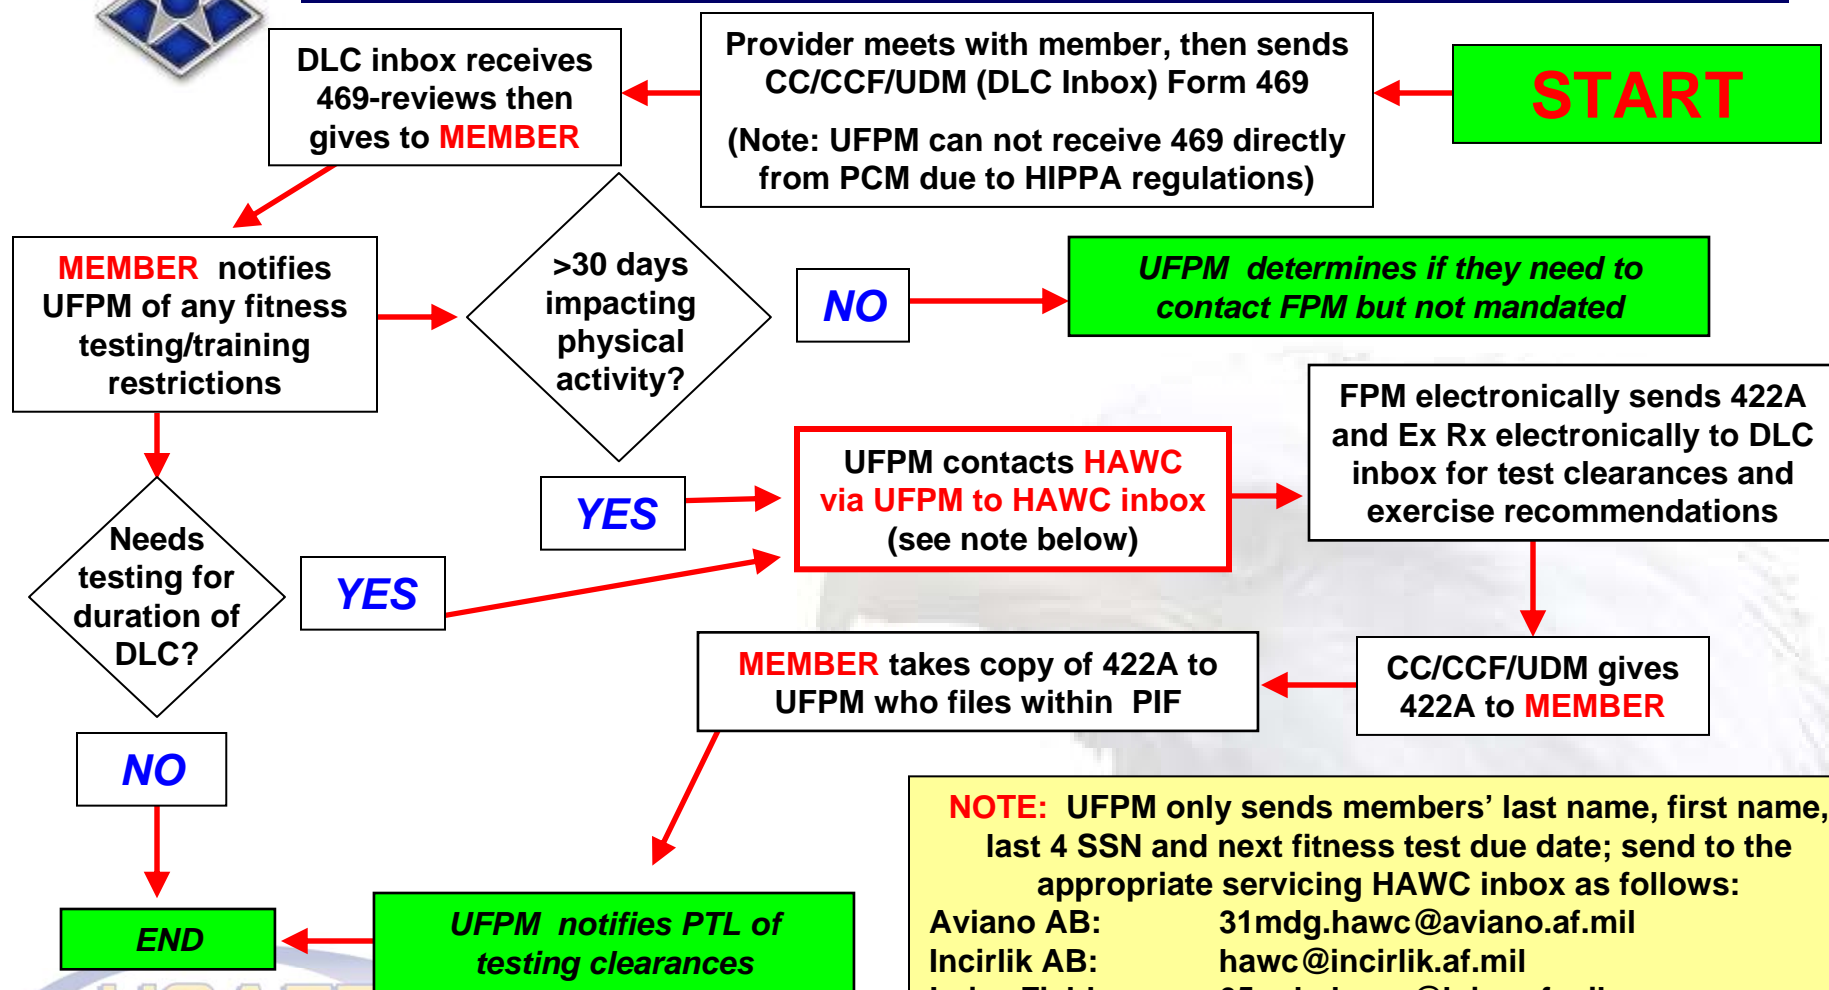 START
Provider meets with member, then sends
CC/CCF/UDM (DLC Inbox) Form 469
(Note: UFPM can not receive 469 directly
from PCM due to HIPPA regulations)
DLC inbox receives
469-reviews then
gives to MEMBER
MEMBER notifies
UFPM of any fitness
testing/training
restrictions
>30 days
impacting
physical
activity?
NO
UFPM determines if they need to
contact FPM but not mandated
YES
UFPM contacts HAWC
via UFPM to HAWC inbox
(see note below)
FPM electronically sends 422A
and Ex Rx electronically to DLC
inbox for test clearances and
exercise recommendations
Needs
testing for
duration of
DLC?
YES
CC/CCF/UDM gives
422A to MEMBER
MEMBER takes copy of 422A to
UFPM who files within PIF
NO
END
UFPM notifies PTL of
testing clearances
NOTE: UFPM only sends members’ last name, first name,
last 4 SSN and next fitness test due date; send to the
appropriate servicing HAWC inbox as follows:
Aviano AB: 31mdg.hawc@aviano.af.mil
Incirlik AB: hawc@incirlik.af.mil